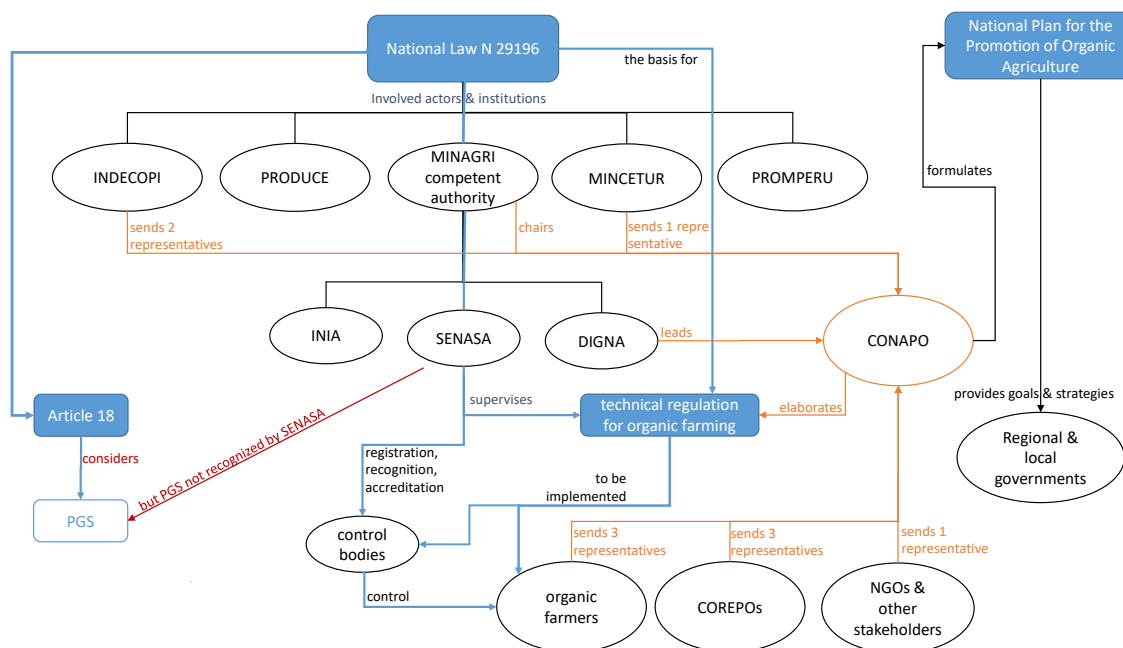 National Law N 29196
National Plan for the
Promotion of Organic
Agriculture
the basis for
Involved actors & institutions
INDECOPI
PRODUCE
MINAGRI
competent
authority
MINCETUR
PROMPERU
formulates
sends 2
representatives
chairs
sends 1 repre
sentative
INIA
SENASA
DIGNA
leads
CONAPO
Article 18
supervises
technical regulation
for organic farming
elaborates
provides goals & strategies
considers
but PGS not recognized by SENASA
registration,
recognition,
accreditation
to be
implemented
Regional &
local
governments
PGS
control
bodies
sends 3
representatives
sends 3
representatives
sends 1
representative
control
organic
farmers
COREPOs
NGOs &
other
stakeholders